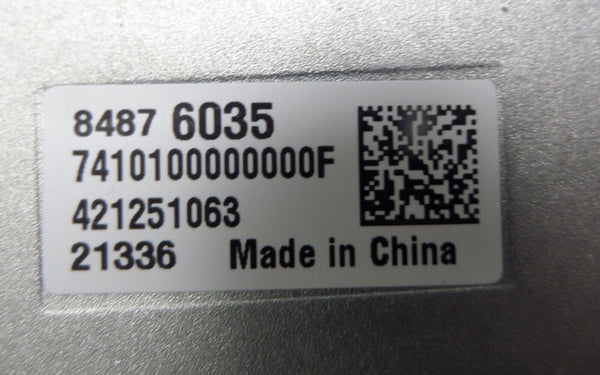 8487 6035
7410100000000F
421251063
21336 Made in China